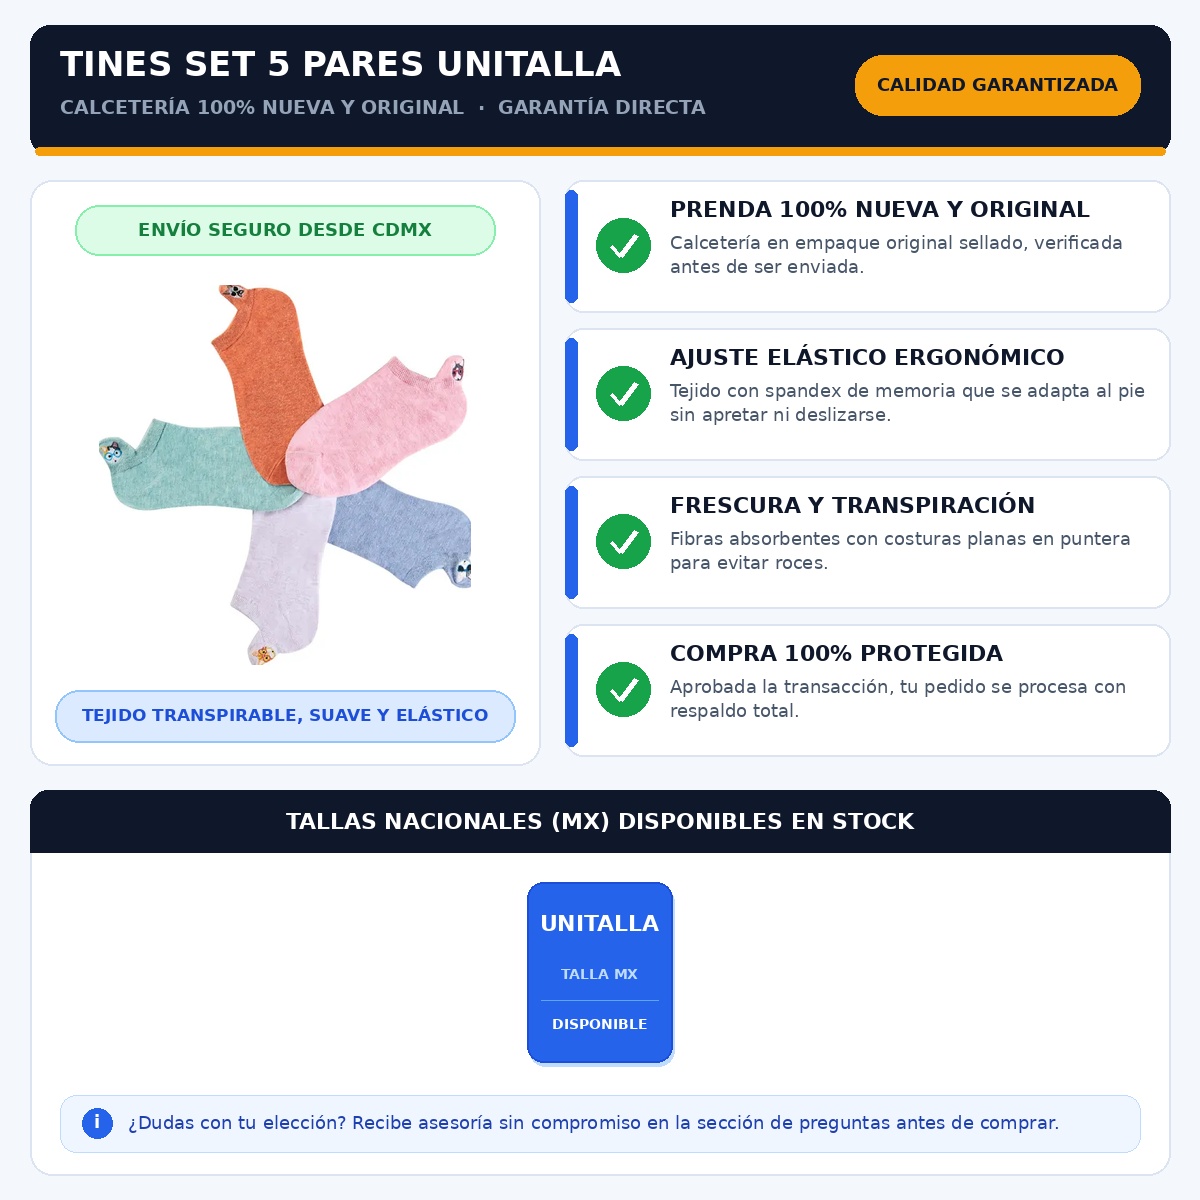 TINES SET 5 PARES UNITALLA
CALCETERÍA 100% NUEVA Y ORIGINAL · GARANTÍA DIRECTA
CALIDAD GARANTIZADA
ENVÍO SEGURO DESDE CDMX
TEJIDO TRANSPIRABLE, SUAVE Y ELÁSTICO
PRENDA 100% NUEVA Y ORIGINAL
Calcetería en empaque original sellado, verificada
antes de ser enviada.
AJUSTE ELÁSTICO ERGONÓMICO
Tejido con spandex de memoria que se adapta al pie
sin apretar ni deslizarse.
FRESCURA Y TRANSPIRACIÓN
Fibras absorbentes con costuras planas en puntera
para evitar roces.
COMPRA 100% PROTEGIDA
Aprobada la transacción, tu pedido se procesa con
respaldo total.
TALLAS NACIONALES (MX) DISPONIBLES EN STOCK
UNITALLA
TALLA MX
DISPONIBLE
i ¿Dudas con tu elección? Recibe asesoría sin compromiso en la sección de preguntas antes de comprar.